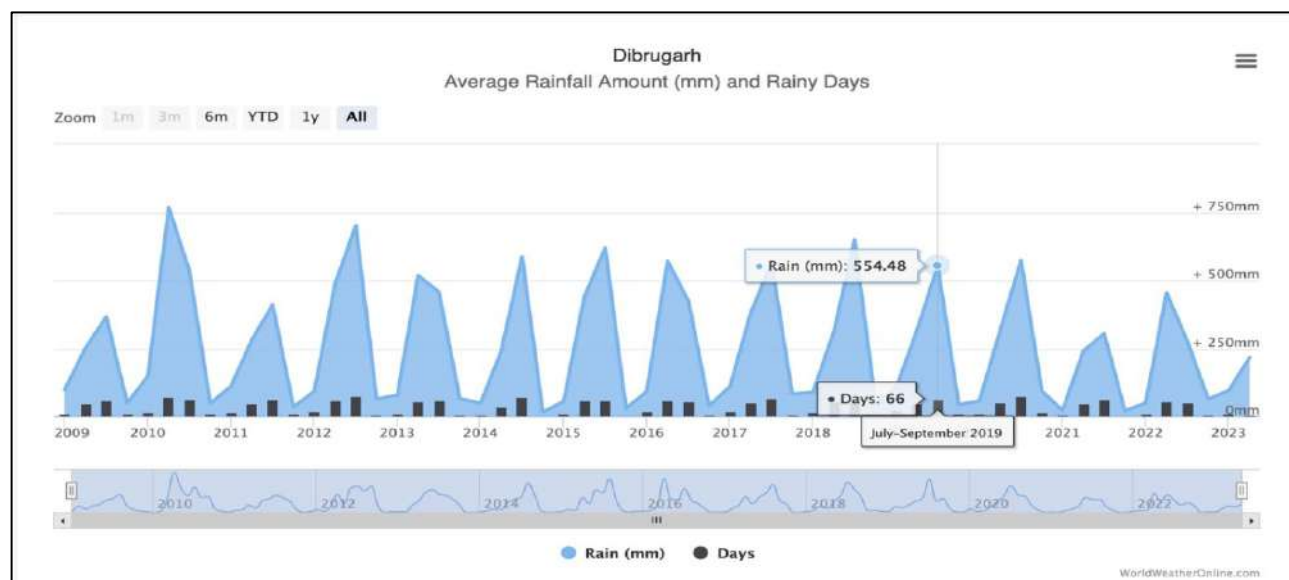 Dibrugarh
Average Rainfall Amount (mm) and Rainy Days
Zoom 1m 3m 6m YTD 1y All
+ 750mm
• Rain (mm): 554.48
+ 500mm
+ 250mm
• Days: 66
0mm
2009 2010 2011 2012 2013 2014 2015 2016 2017 2018 2021 2022 2023
July-September 2019
2010 2012 2014 2016 2018 2020 2022
Rain (mm) Days
WorldWeatherOnline.com